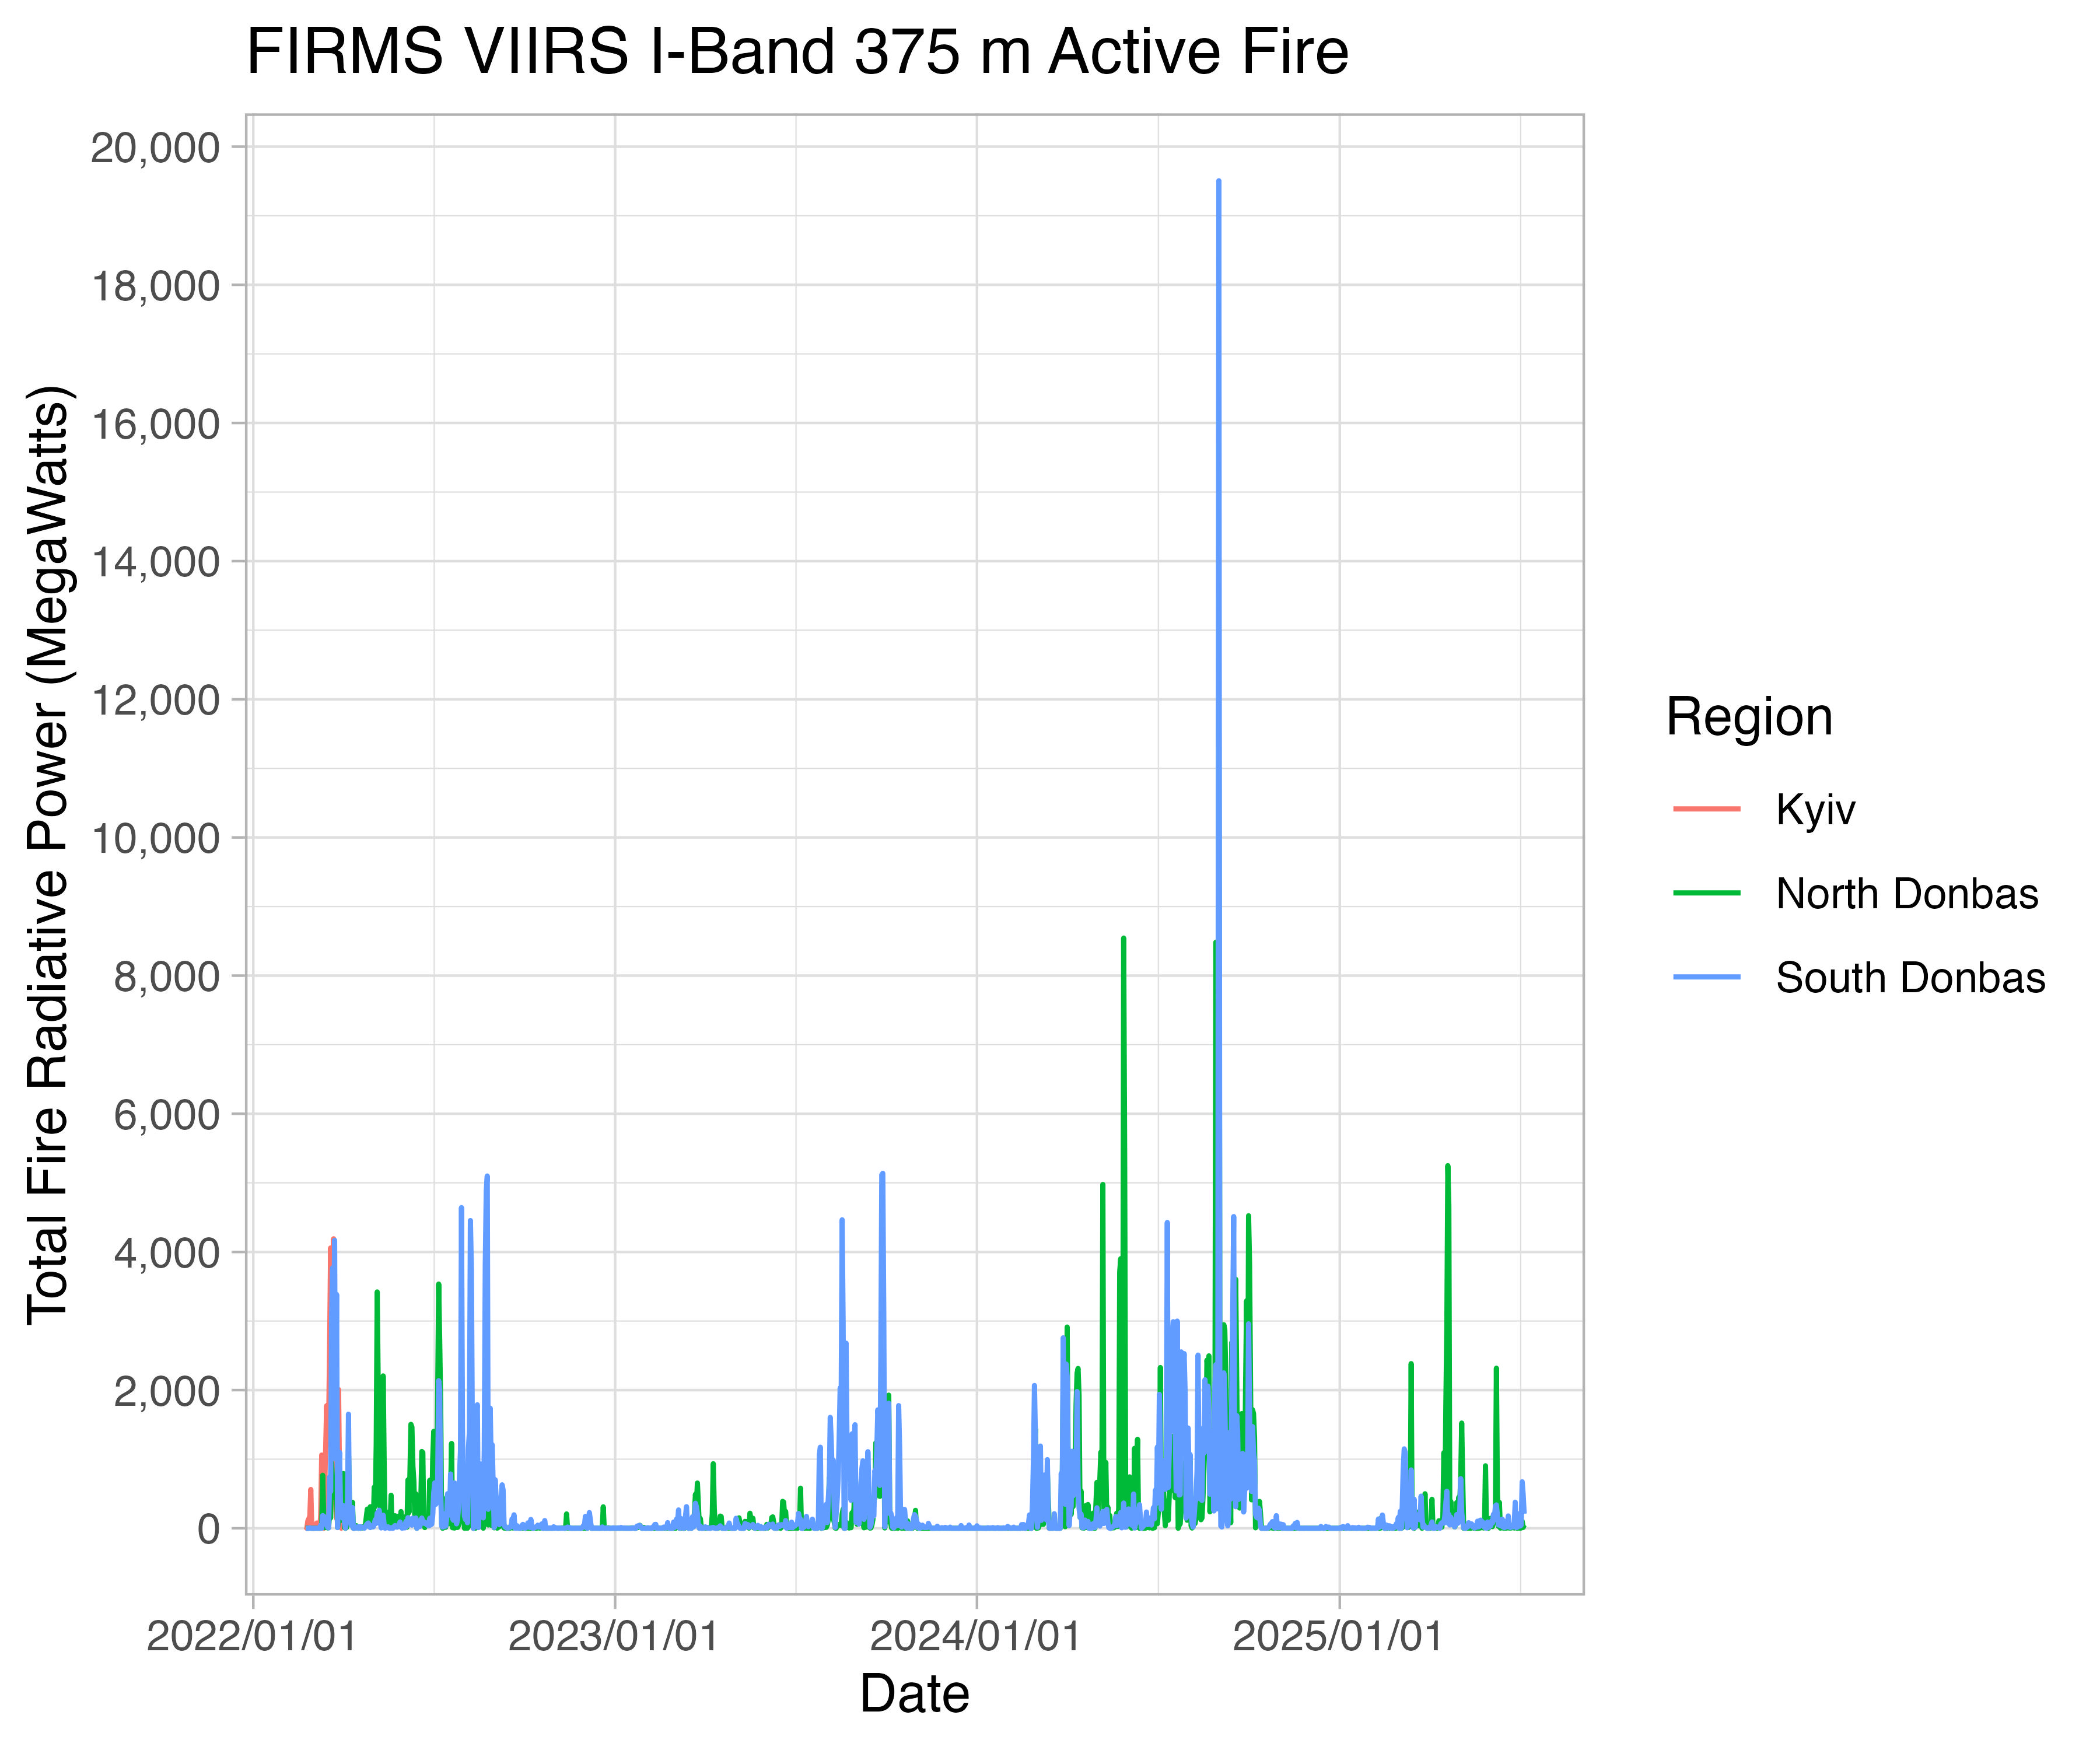 FIRMS VIIRS I-Band 375 m Active Fire
Total Fire Radiative Power (MegaWatts)
20,000
18,000
16,000
14,000
12,000
10,000
8,000
6,000
4,000
2,000
0
2022/01/01
2023/01/01
2024/01/01
2025/01/01
Date
Region
Kyiv
North Donbas
South Donbas